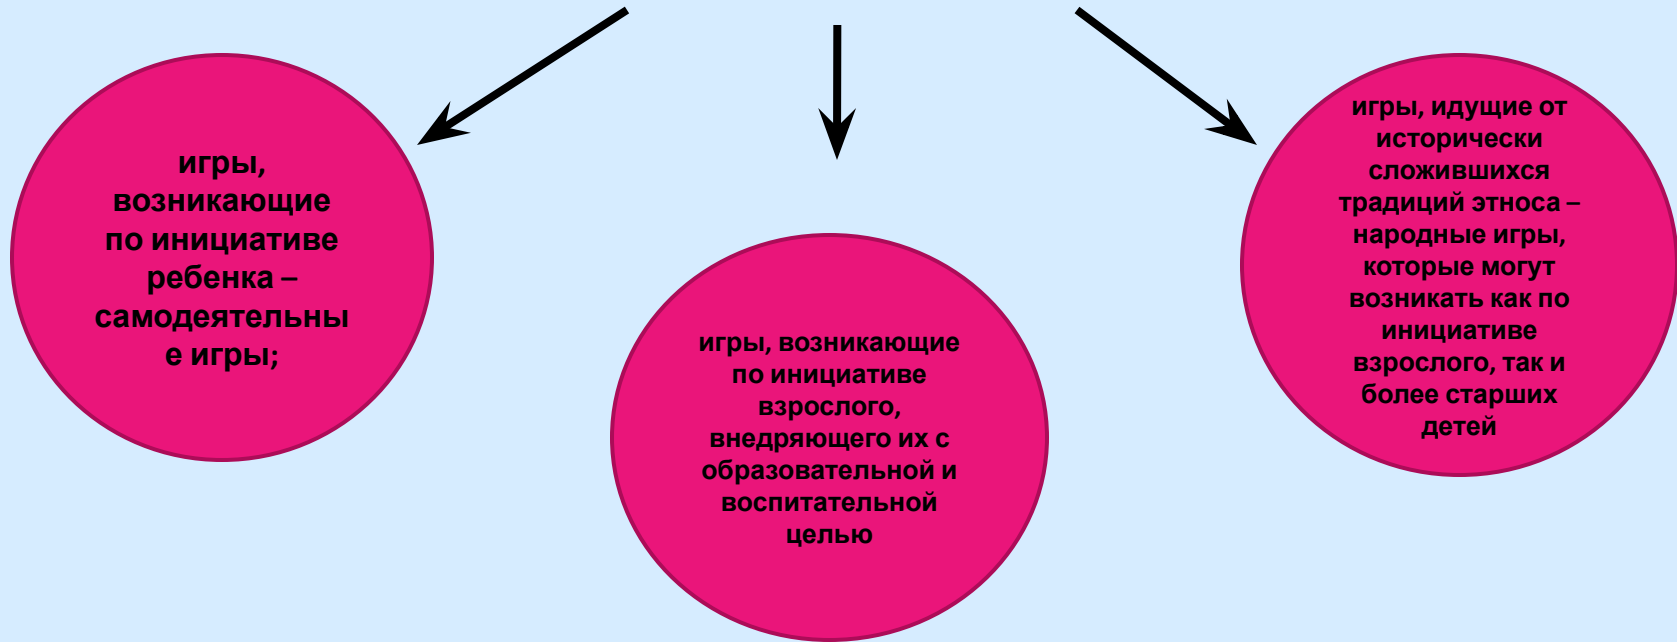 игры,
возникающие
по инициативе
ребенка –
самодеятельны
е игры;
игры, возникающие
по инициативе
взрослого,
внедряющего их с
образовательной и
воспитательной
целью
игры, идущие от
исторически
сложившихся
традиций этноса –
народные игры,
которые могут
возникать как по
инициативе
взрослого, так и
более старших
детей